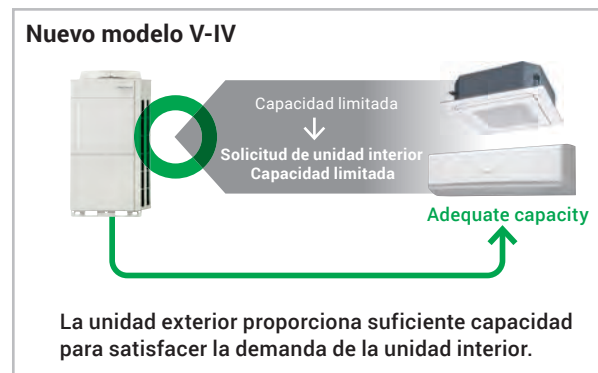 Nuevo modelo V-IV
Capacidad limitada
Solicitud de unidad interior
Capacidad limitada
Adequate capacity
La unidad exterior proporciona suficiente capacidad
para satisfacer la demanda de la unidad interior.